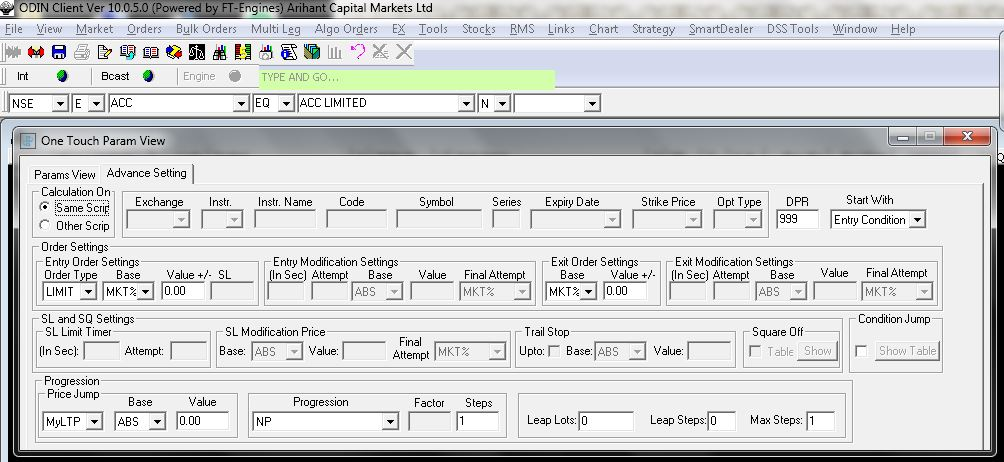 ODIN Client Ver 10.0.5.0 (Powered by FT-Engines) Arihant Capital Markets Ltd
File View Market Orders Bulk Orders Multi Leg Algo Orders EX Tools Stocks RMS Links Chart Strategy SmartDealer DSS Tools Window Help
Int Bcast Engine TYPE AND GO...
NSE E ACC EQ ACC LIMITED N
One Touch Param View
Params View Advance Setting
Calculation On Exchange Instr. Instr. Name Code Symbol Series Expiry Date Strike Price Opt Type DPR Start With
Same Scrip 999 Entry Condition
Other Scrip
Order Settings
Entry Order Settings Entry Modification Settings Exit Order Settings Exit Modification Settings
Order Type Base Value +/- SL (In Sec) Attempt Base Value Final Attempt Base Value +/- (In Sec) Attempt Base Value Final Attempt
LIMIT MKT% 0.00 ABS MKT% MKT% 0.00 ABS MKT%
SL and SQ Settings Condition Jump
SL Limit Timer SL Modification Price Trail Stop Square Off
(In Sec): Attempt: Base: ABS Value: Final Attempt MKT% Upto: Base: ABS Value: Table Show Show Table
Progression
Price Jump Base Value Progression Factor Steps
MyLTP ABS 0.00 NP 1 Leap Lots: 0 Leap Steps: 0 Max Steps: 1